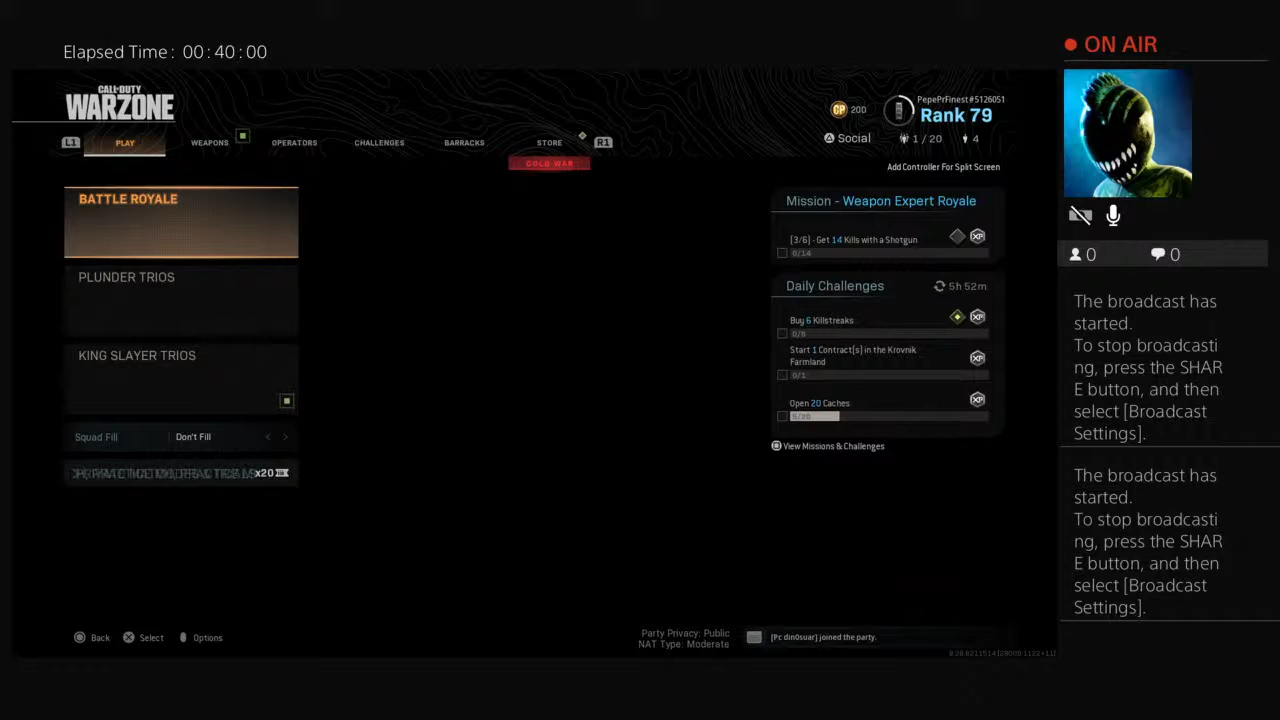 Elapsed Time: 00:40:00
ON AIR
CALL OF DUTY
WARZONE
CP 200
PepePrFinest#5126051
Rank 79
Social
1 / 20
4
L1
PLAY
WEAPONS
OPERATORS
CHALLENGES
BARRACKS
STORE
R1
COLD WAR
Add Controller For Split Screen
BATTLE ROYALE
PLUNDER TRIOS
KING SLAYER TRIOS
Squad Fill
Don't Fill
x20
Mission - Weapon Expert Royale
[3/6] - Get 14 Kills with a Shotgun
XP
0/14
Daily Challenges
5h 52m
Buy 6 Killstreaks
XP
0/6
Start 1 Contract(s) in the Krovnik
Farmland
XP
0/1
Open 20 Caches
XP
5/20
View Missions & Challenges
0
0
The broadcast has
started.
To stop broadcasti
ng, press the SHAR
E button, and then
select [Broadcast
Settings].
The broadcast has
started.
To stop broadcasti
ng, press the SHAR
E button, and then
select [Broadcast
Settings].
Back
Select
Options
Party Privacy: Public
NAT Type: Moderate
[Pc din0suar] joined the party.